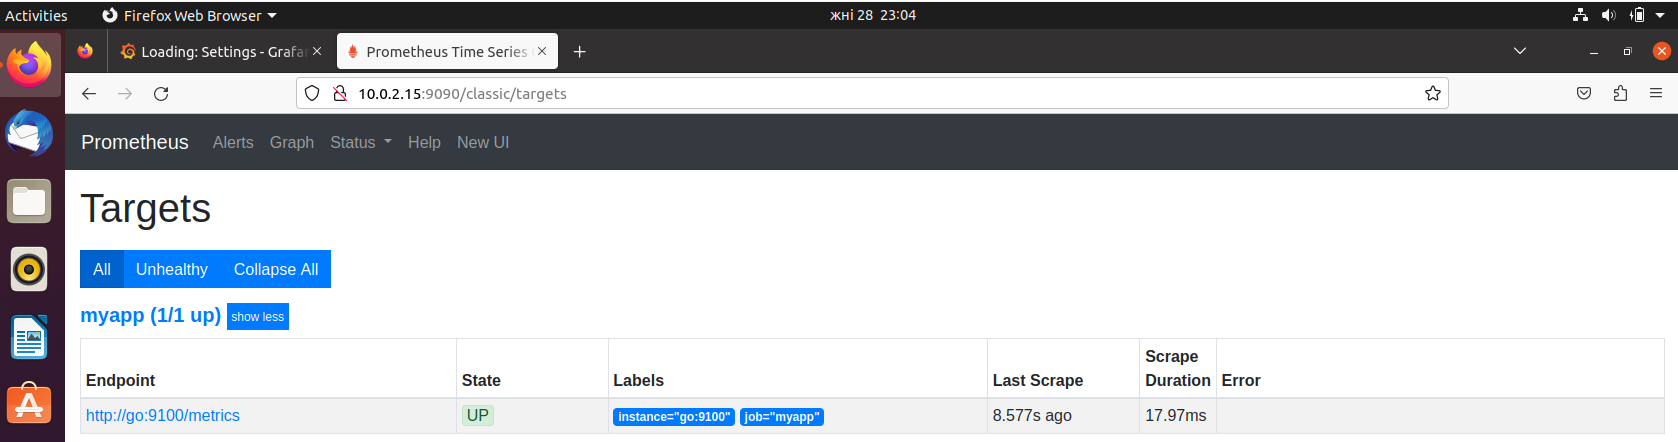 Activities Firefox Web Browser жні 28 23:04
Loading: Settings - Grafan Prometheus Time Series
10.0.2.15:9090/classic/targets
Prometheus Alerts Graph Status Help New UI
Targets
All Unhealthy Collapse All
myapp (1/1 up) show less
Endpoint State Labels Last Scrape Scrape Duration Error
http://go:9100/metrics UP instance="go:9100" job="myapp" 8.577s ago 17.97ms